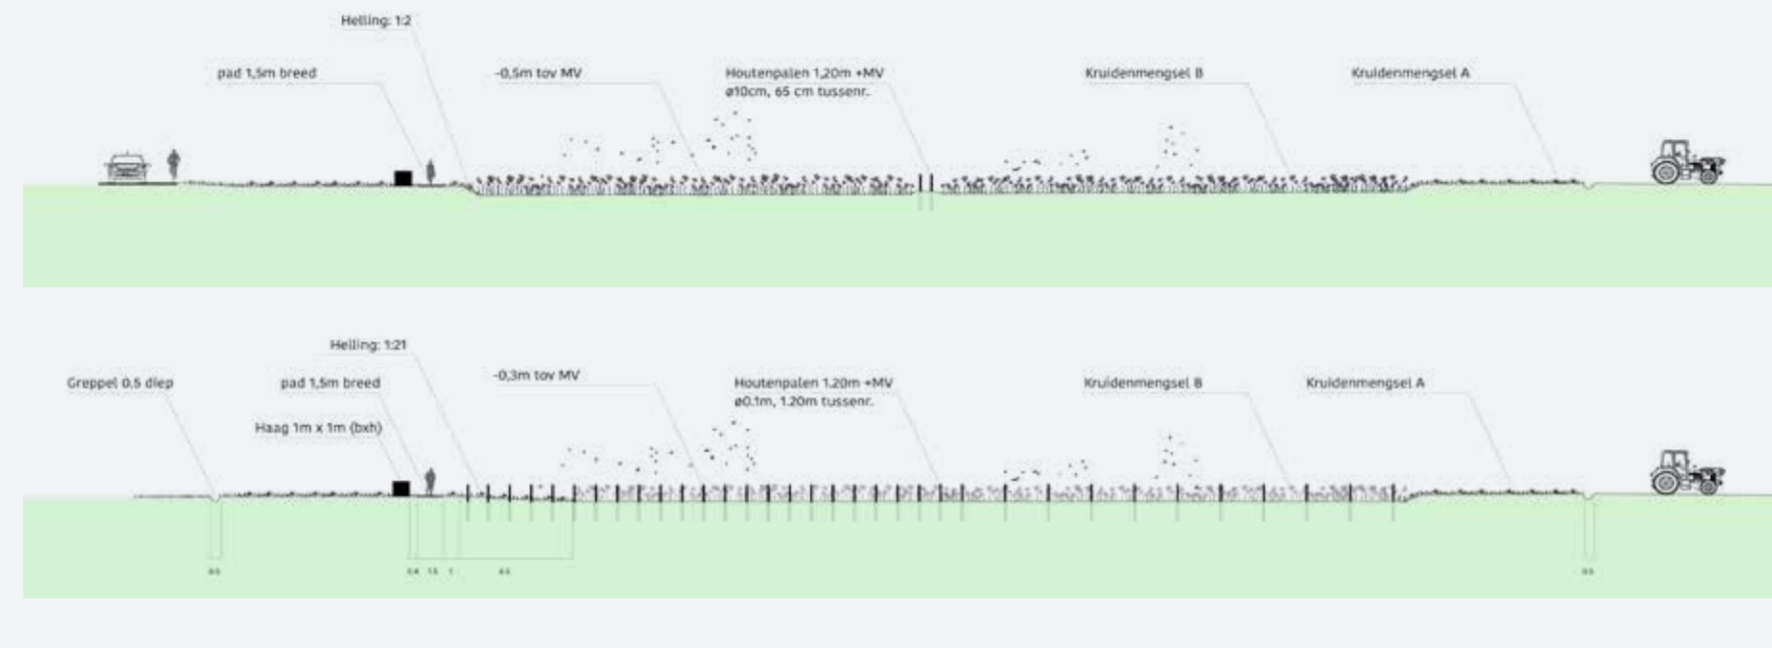 Helling: 1:2
pad 1,5m breed
-0,5m tov MV
Houtenpalen 1,20m +MV
ø10cm, 65 cm tussenr.
Kruidenmengsel B
Kruidenmengsel A
Helling: 1:21
Greppel 0.5 diep
pad 1,5m breed
Haag 1m x 1m (bxh)
-0,3m tov MV
Houtenpalen 1.20m +MV
ø0.1m, 1.20m tussenr.
Kruidenmengsel B
Kruidenmengsel A